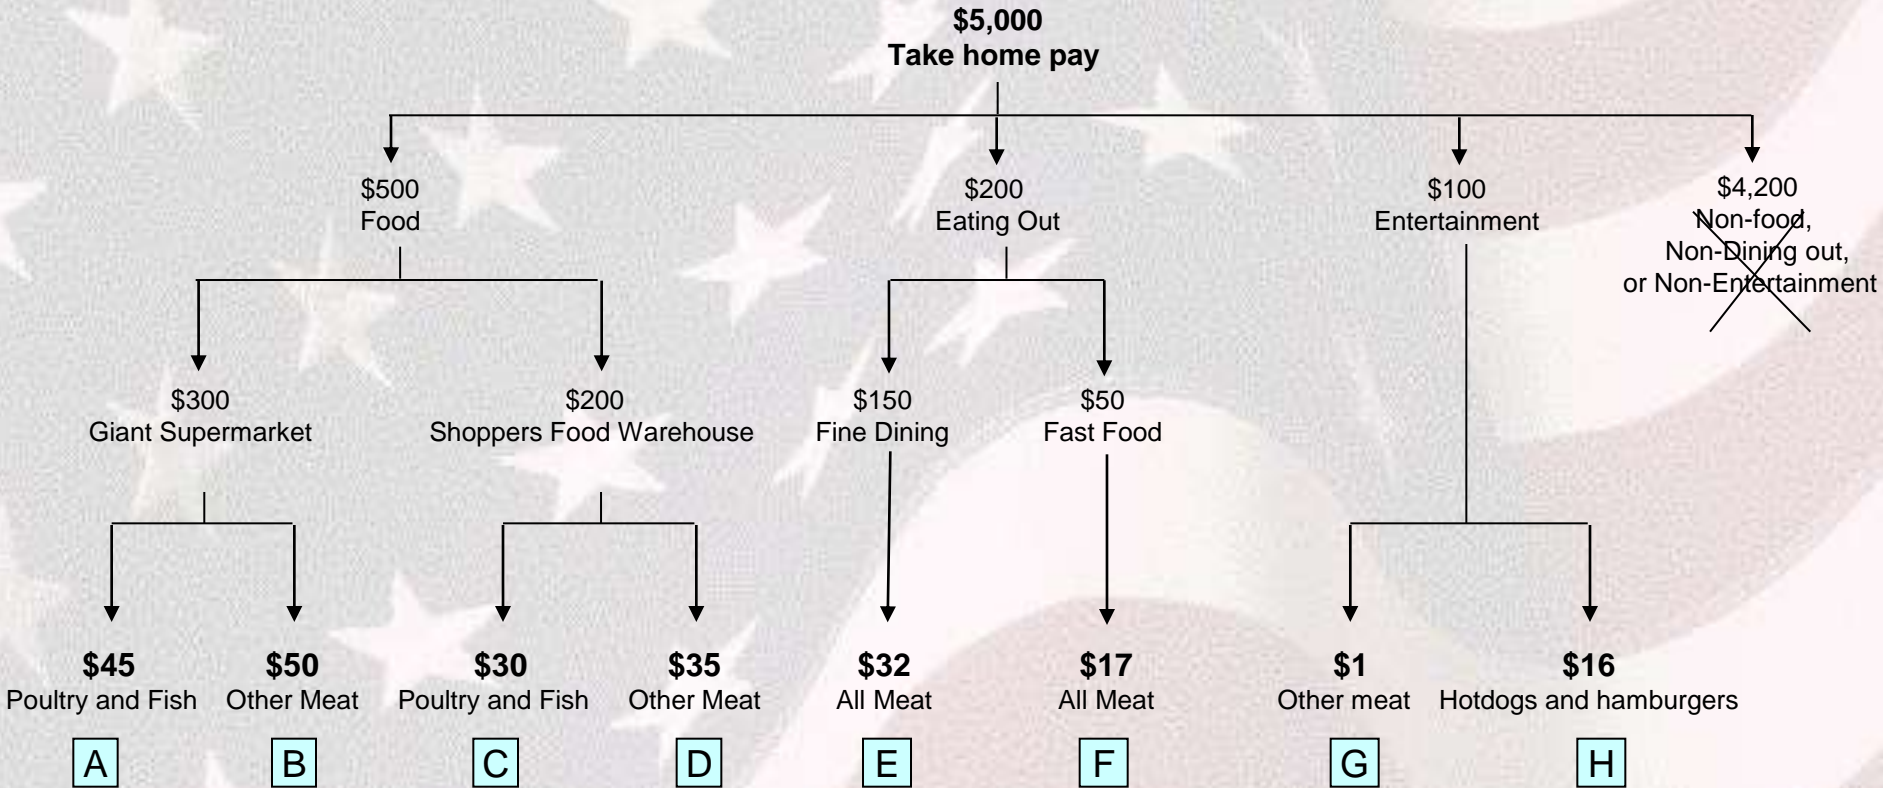 $5,000
Take home pay
$500
Food
$200
Eating Out
$100
Entertainment
$4,200
Non-food,
Non-Dining out,
or Non-Entertainment
$300
Giant Supermarket
$200
Shoppers Food Warehouse
$150
Fine Dining
$50
Fast Food
$45
Poultry and Fish
$50
Other Meat
$30
Poultry and Fish
$35
Other Meat
$32
All Meat
$17
All Meat
$1
Other meat
$16
Hotdogs and hamburgers
A
B
C
D
E
F
G
H